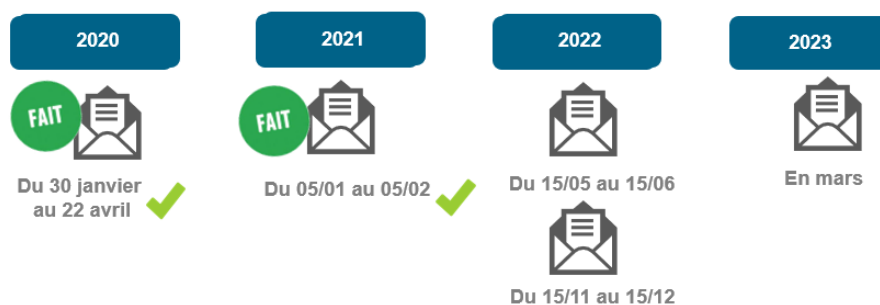 2020
2021
2022
2023
FAIT
FAIT
Du 30 janvier
au 22 avril
Du 05/01 au 05/02
Du 15/05 au 15/06
En mars
Du 15/11 au 15/12